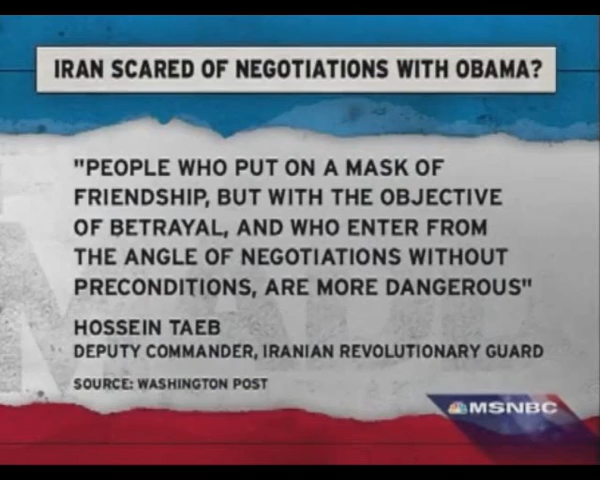 IRAN SCARED OF NEGOTIATIONS WITH OBAMA?
"PEOPLE WHO PUT ON A MASK OF
FRIENDSHIP, BUT WITH THE OBJECTIVE
OF BETRAYAL, AND WHO ENTER FROM
THE ANGLE OF NEGOTIATIONS WITHOUT
PRECONDITIONS, ARE MORE DANGEROUS"
HOSSEIN TAEB
DEPUTY COMMANDER, IRANIAN REVOLUTIONARY GUARD
SOURCE: WASHINGTON POST
MSNBC